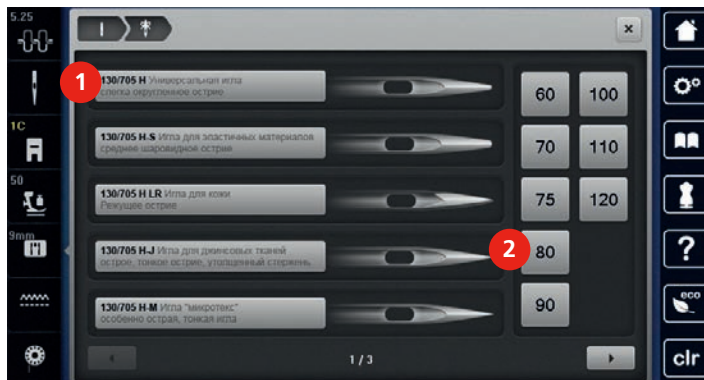 5.25
1C
50
9mm
×
1
130/705 H Универсальная игла
слегка округленное острие
130/705 H-S Игла для эластичных материалов
среднее шаровидное острие
130/705 H LR Игла для кожи
Режущее острие
130/705 H-J Игла для джинсовых тканей
острое, тонкое острие, утолщенный стержень
130/705 H-M Игла "микротекс"
особенно острая, тонкая игла
60 100
70 110
75 120
2
80
90
1 / 3
?
eco
clr